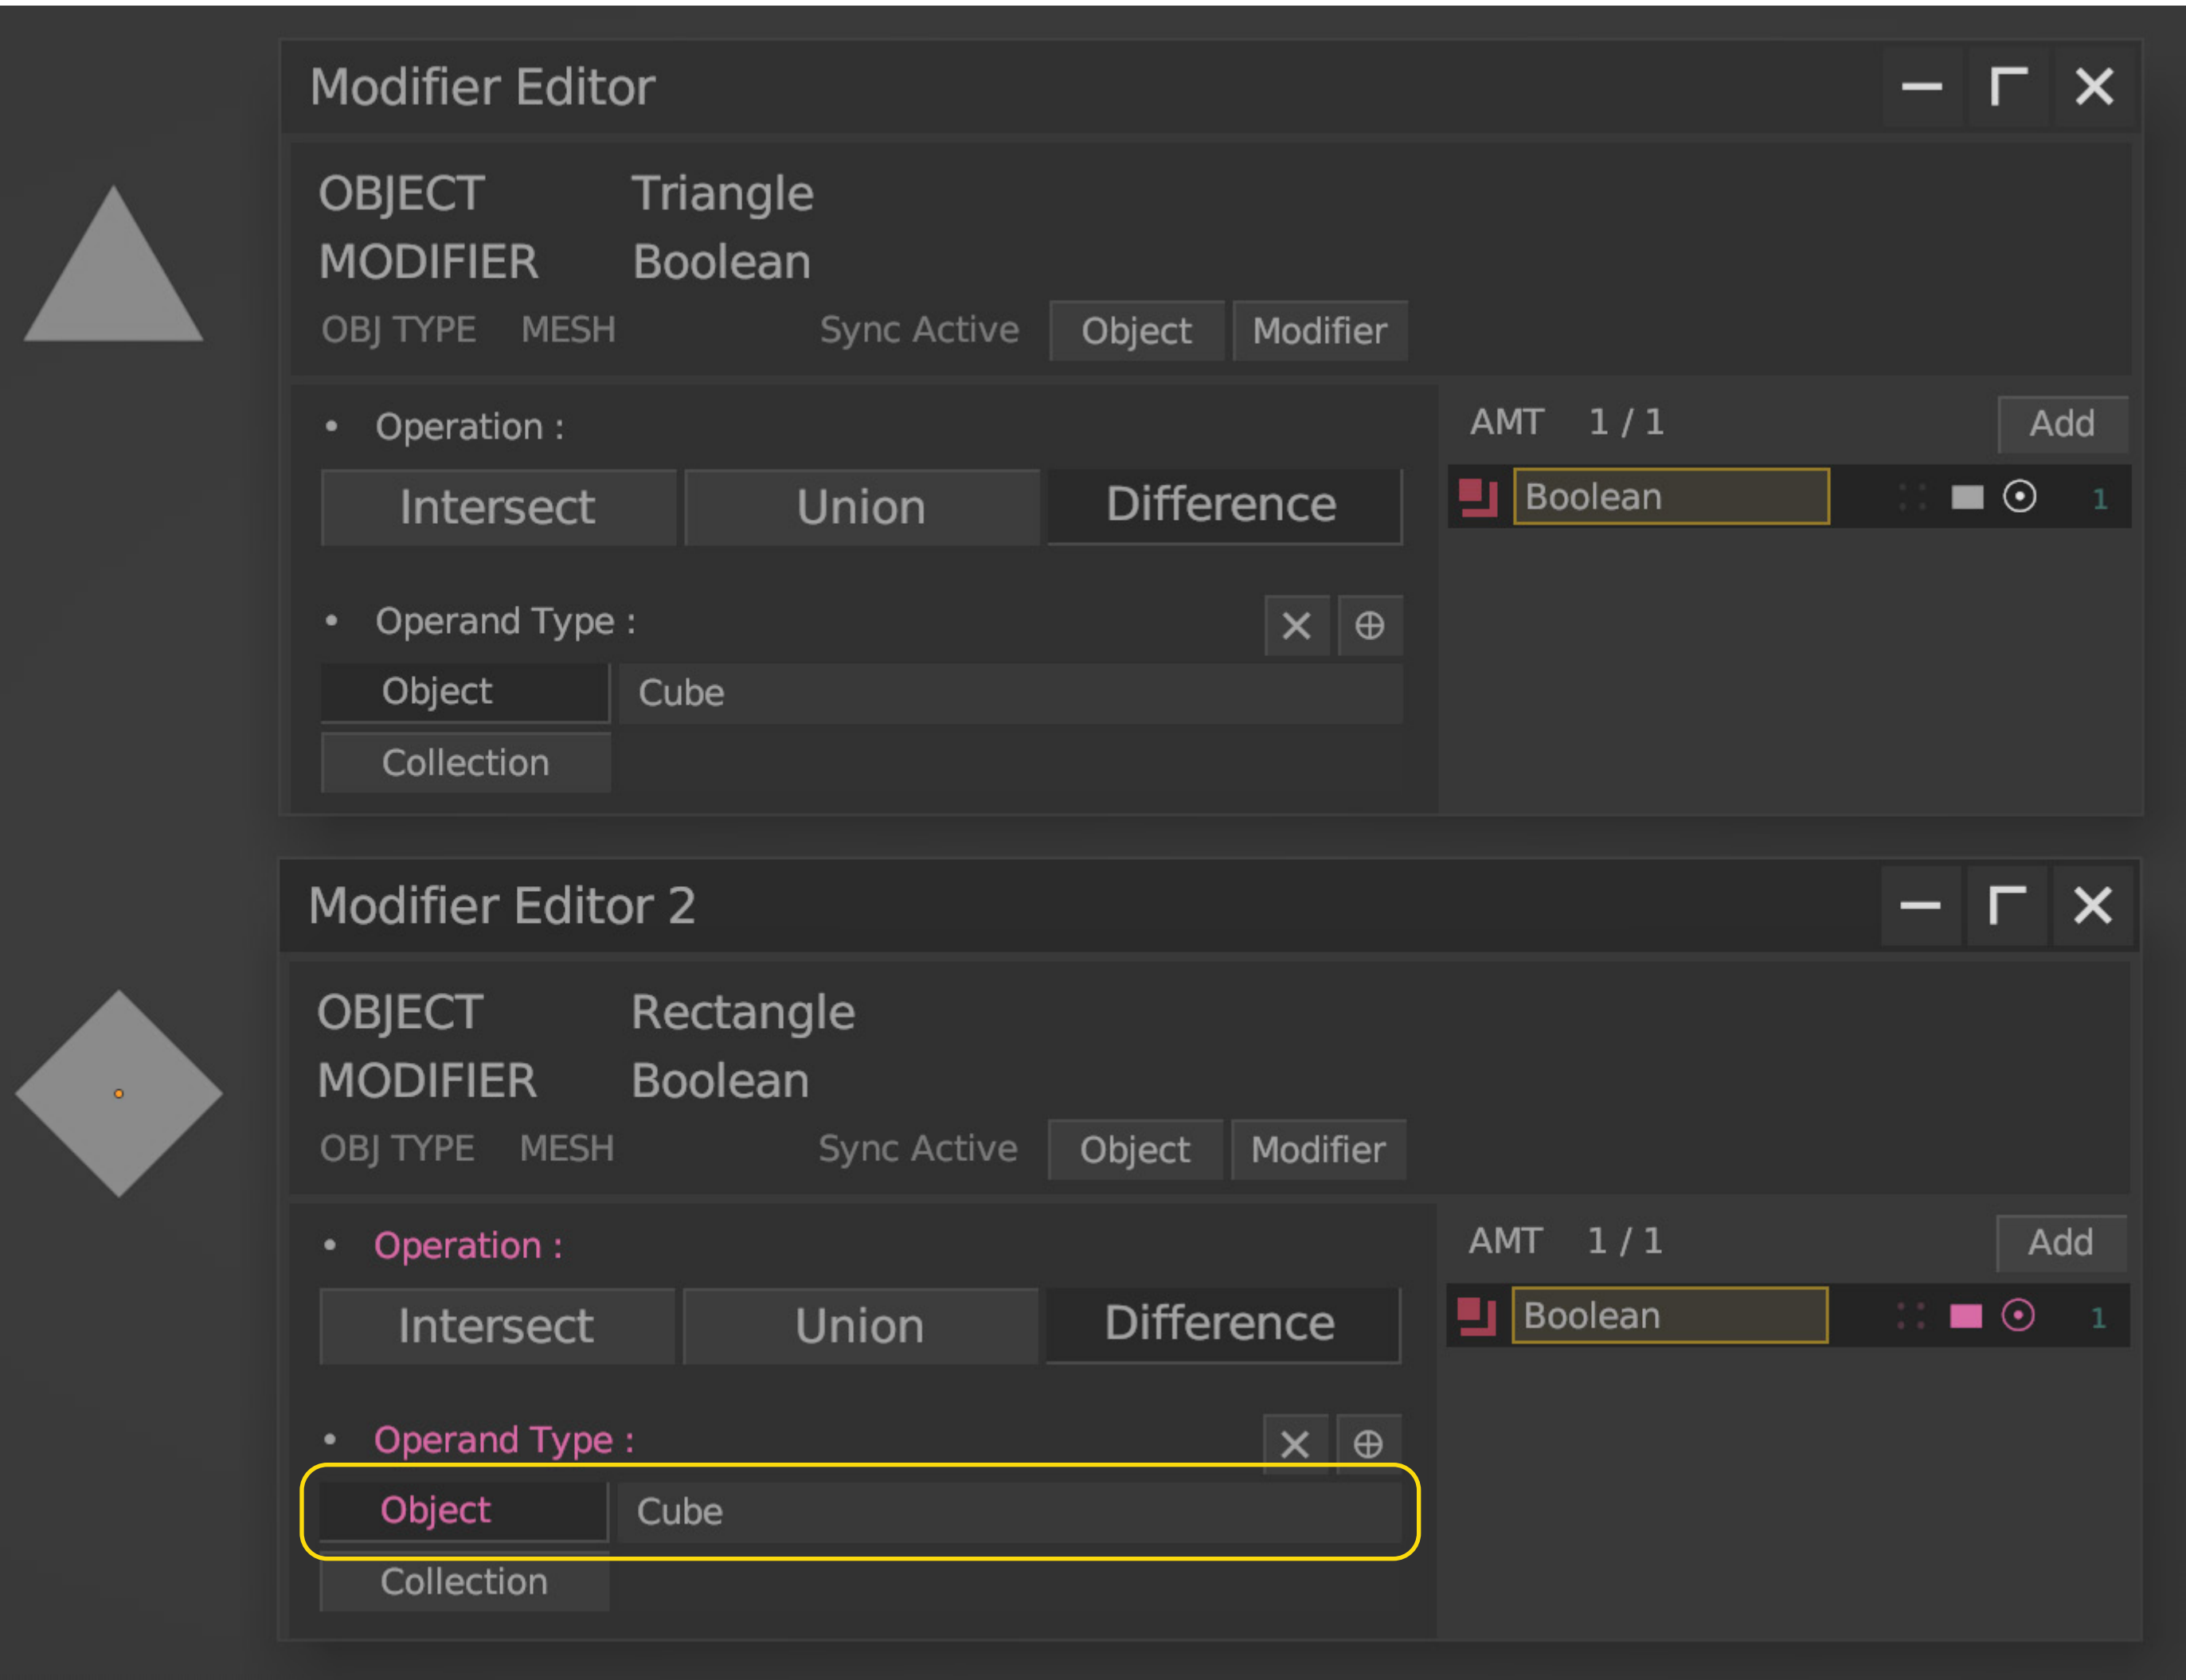 Modifier Editor
OBJECT Triangle
MODIFIER Boolean
OBJ TYPE MESH Sync Active Object Modifier
• Operation :
Intersect Union Difference
• Operand Type :
Object Cube
Collection
AMT 1 / 1 Add
Boolean 1
Modifier Editor 2
OBJECT Rectangle
MODIFIER Boolean
OBJ TYPE MESH Sync Active Object Modifier
• Operation :
Intersect Union Difference
• Operand Type :
Object Cube
Collection
AMT 1 / 1 Add
Boolean 1